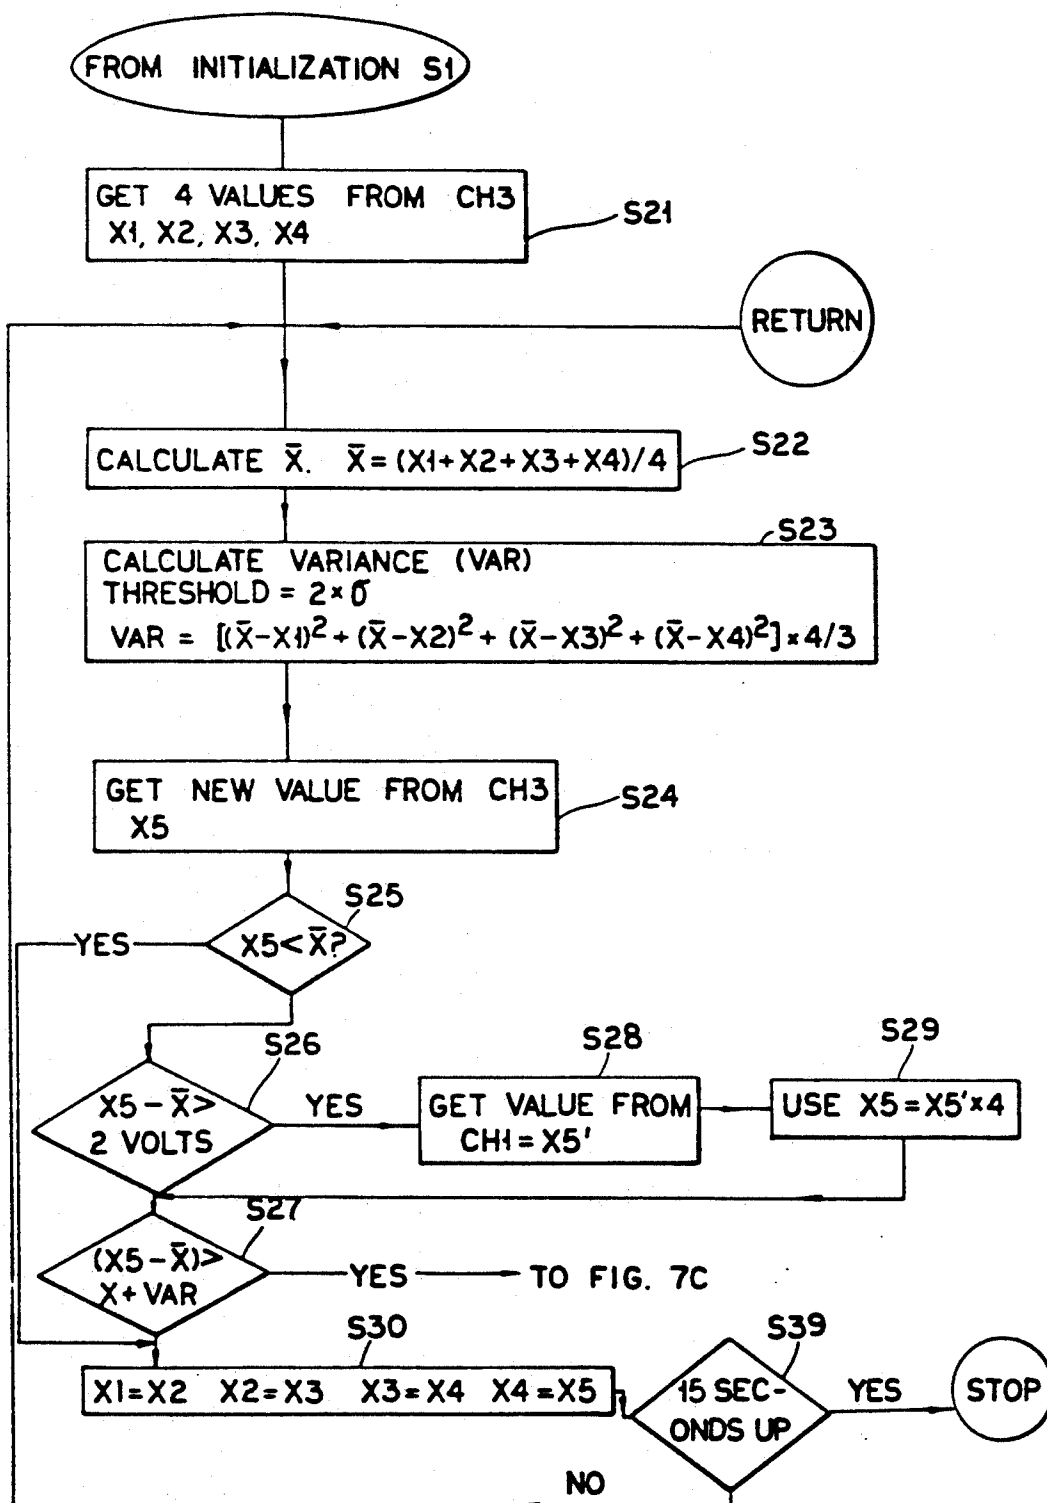 FROM INITIALIZATION S1
GET 4 VALUES FROM CH3
X1, X2, X3, X4
S21
RETURN
CALCULATE X̄. X̄=(X1+X2+X3+X4)/4
S22
S23
CALCULATE VARIANCE (VAR)
THRESHOLD = 2×σ
VAR = [(X̄-X1)²+(X̄-X2)²+(X̄-X3)²+(X̄-X4)²]×4/3
GET NEW VALUE FROM CH3
X5
S24
S25
X5<X̄?
YES
S26
X5-X̄>
2 VOLTS
YES
S28
GET VALUE FROM
CH1=X5'
S29
USE X5=X5'×4
S27
(X5-X̄)>
X+VAR
YES
TO FIG. 7C
S30
X1=X2 X2=X3 X3=X4 X4=X5
S39
15 SEC-
ONDS UP
YES
STOP
NO